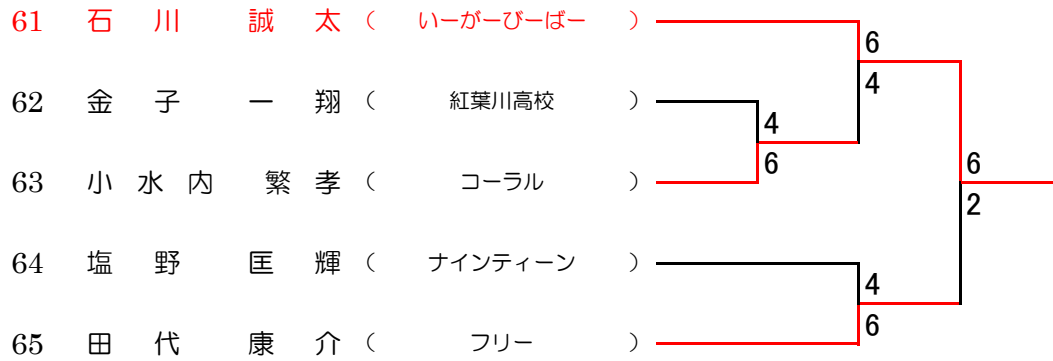 61 石川 誠太 ( いーがーびーばー )
6
4
62 金子 一翔 ( 紅葉川高校 )
4
6
63 小水内 繁孝 ( コーラル )
6
2
64 塩野 匡輝 ( ナインティーン )
4
6
65 田代 康介 ( フリー )